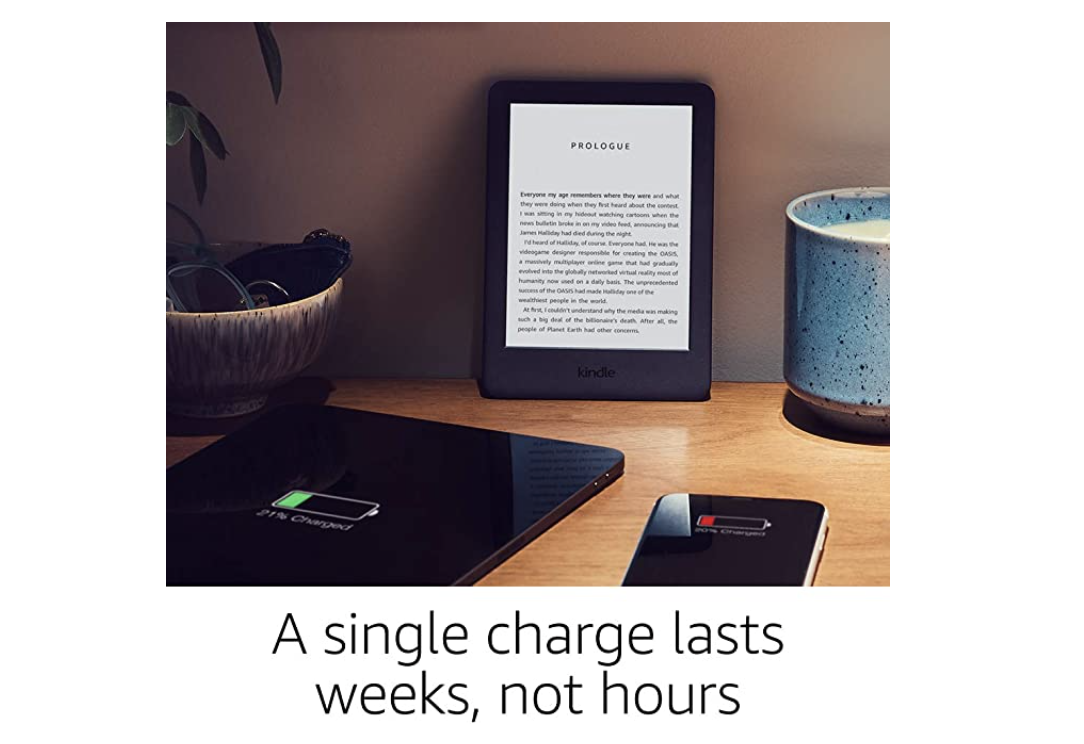 PROLOGUE
Everyone my age remembers where they were and what
they were doing when they first heard about the contest.
I was sitting in my hideout watching cartoons when the
news bulletin broke in on my video feed, announcing that
James Halliday had died during the night.
I'd heard of Halliday, of course. Everyone had. He was the
videogame designer responsible for creating the OASIS,
a massively multiplayer online game that had gradually
evolved into the globally networked virtual reality most of
humanity now used on a daily basis. The unprecedented
success of the OASIS had made Halliday one of the
wealthiest people in the world.
At first, I couldn't understand why the media was making
such a big deal of the billionaire's death. After all, the
people of Planet Earth had other concerns.
kindle
21% Charged
20% Charged
A single charge lasts
weeks, not hours